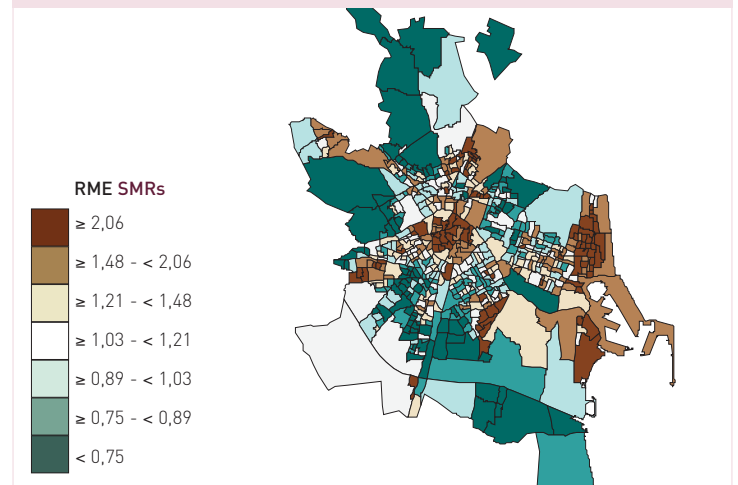 RME SMRs
≥ 2,06
≥ 1,48 - < 2,06
≥ 1,21 - < 1,48
≥ 1,03 - < 1,21
≥ 0,89 - < 1,03
≥ 0,75 - < 0,89
< 0,75